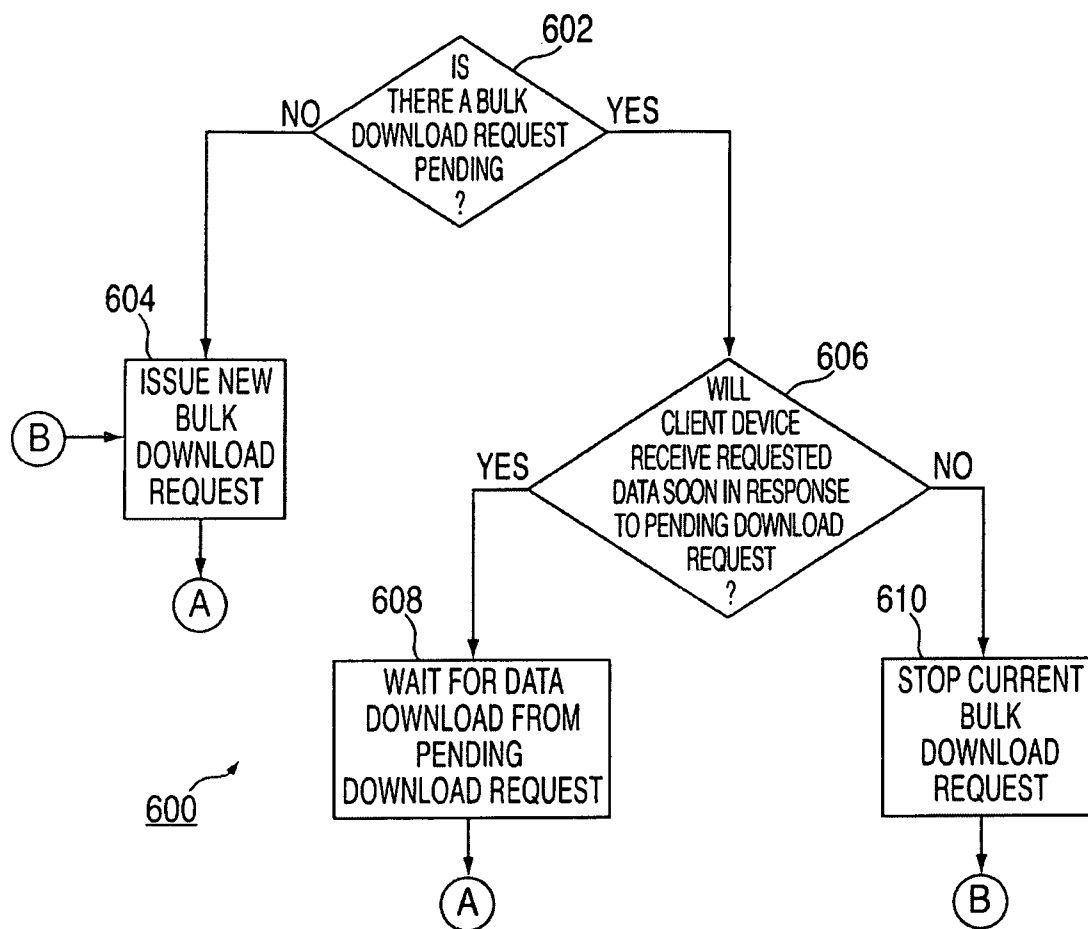 602
IS
THERE A BULK
DOWNLOAD REQUEST
PENDING
?
NO
YES
604
ISSUE NEW
BULK
DOWNLOAD
REQUEST
B
A
606
WILL
CLIENT DEVICE
RECEIVE REQUESTED
DATA SOON IN RESPONSE
TO PENDING DOWNLOAD
REQUEST
?
YES
NO
608
WAIT FOR DATA
DOWNLOAD FROM
PENDING
DOWNLOAD REQUEST
A
610
STOP CURRENT
BULK
DOWNLOAD
REQUEST
B
600